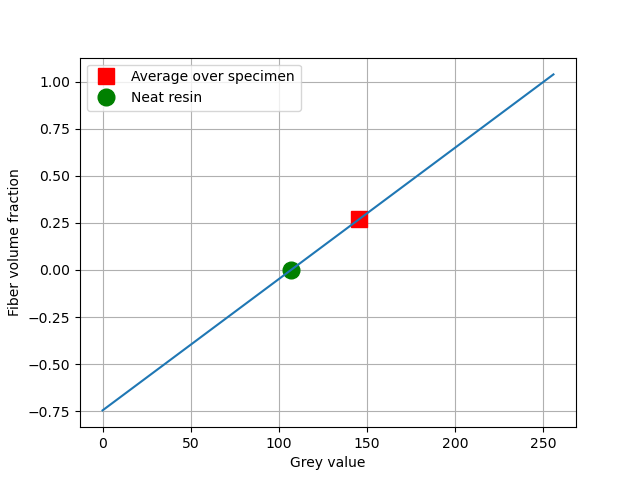 Average over specimen
Neat resin
1.00
0.75
0.50
0.25
0.00
−0.25
−0.50
−0.75
0 50 100 150 200 250
Fiber volume fraction
Grey value